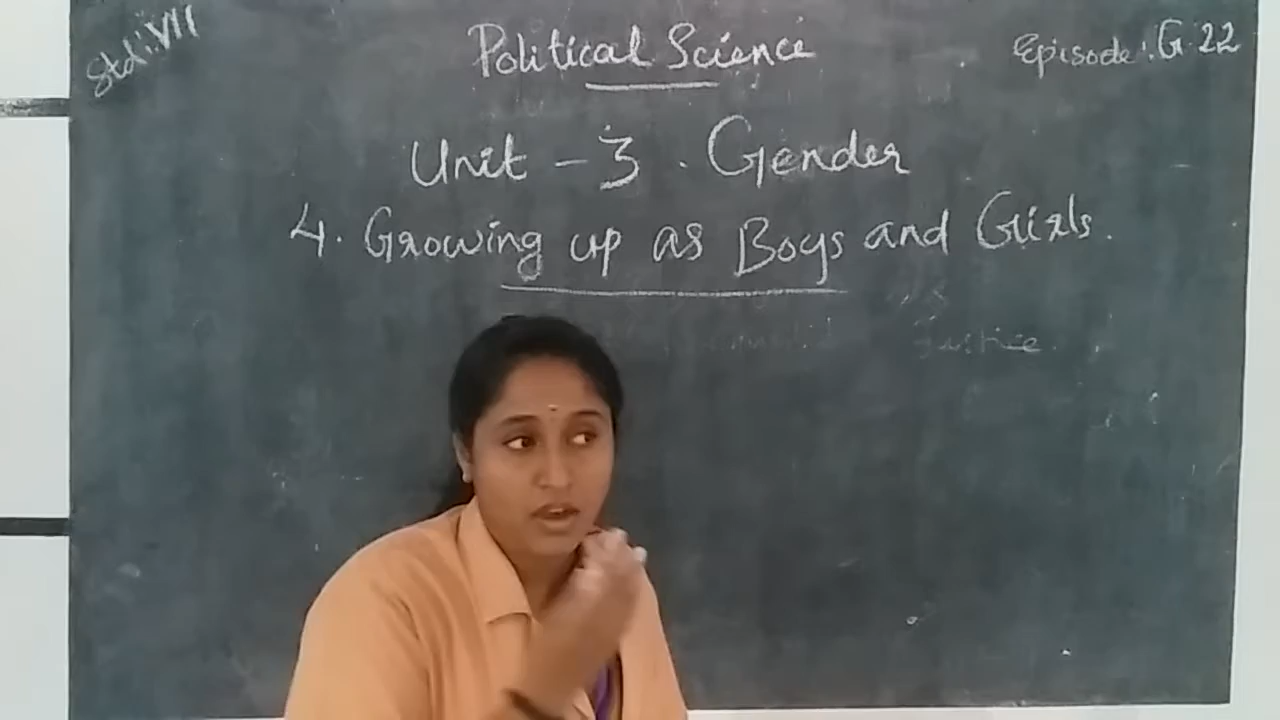 Std: VII
Political Science
Episode: G 22
Unit - 3. Gender
4. Growing up as Boys and Girls.
Justice